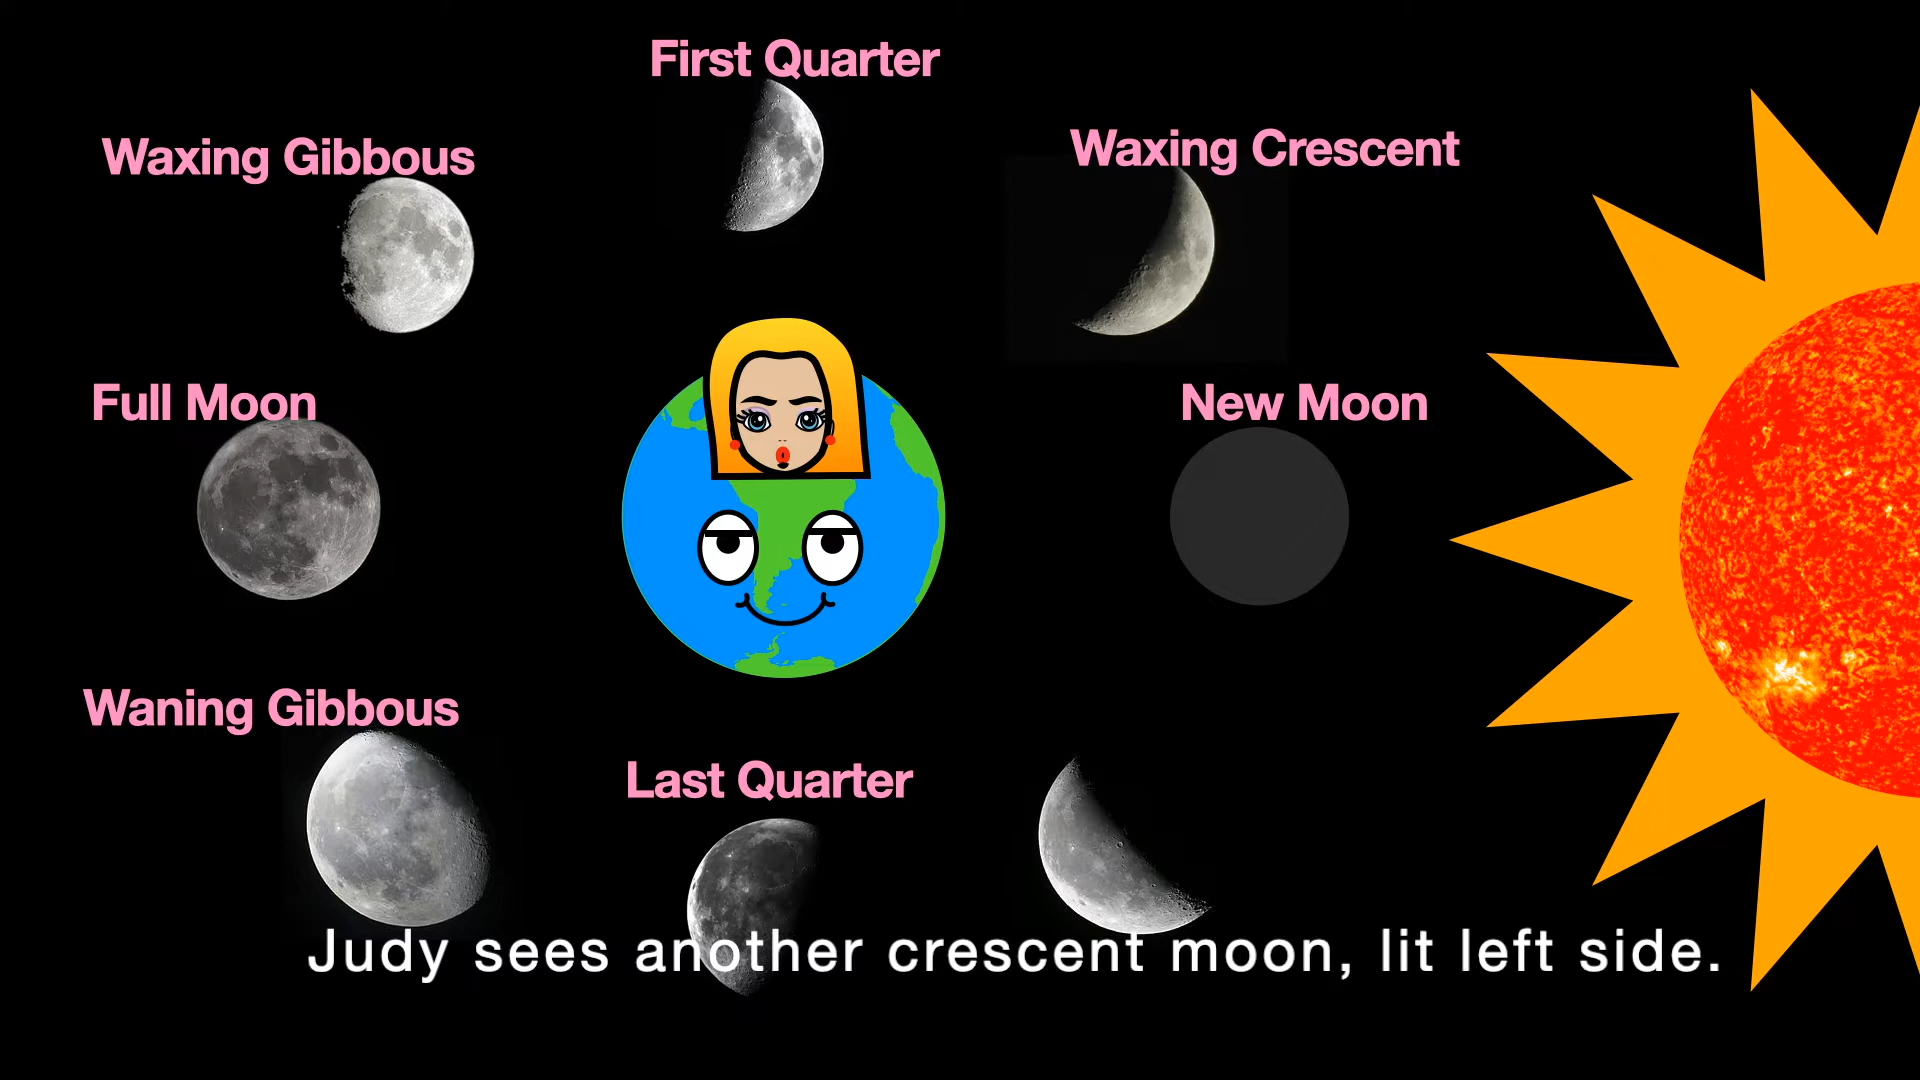 First Quarter
Waxing Crescent
Waxing Gibbous
Full Moon
New Moon
Waning Gibbous
Last Quarter
Judy sees another crescent moon, lit left side.